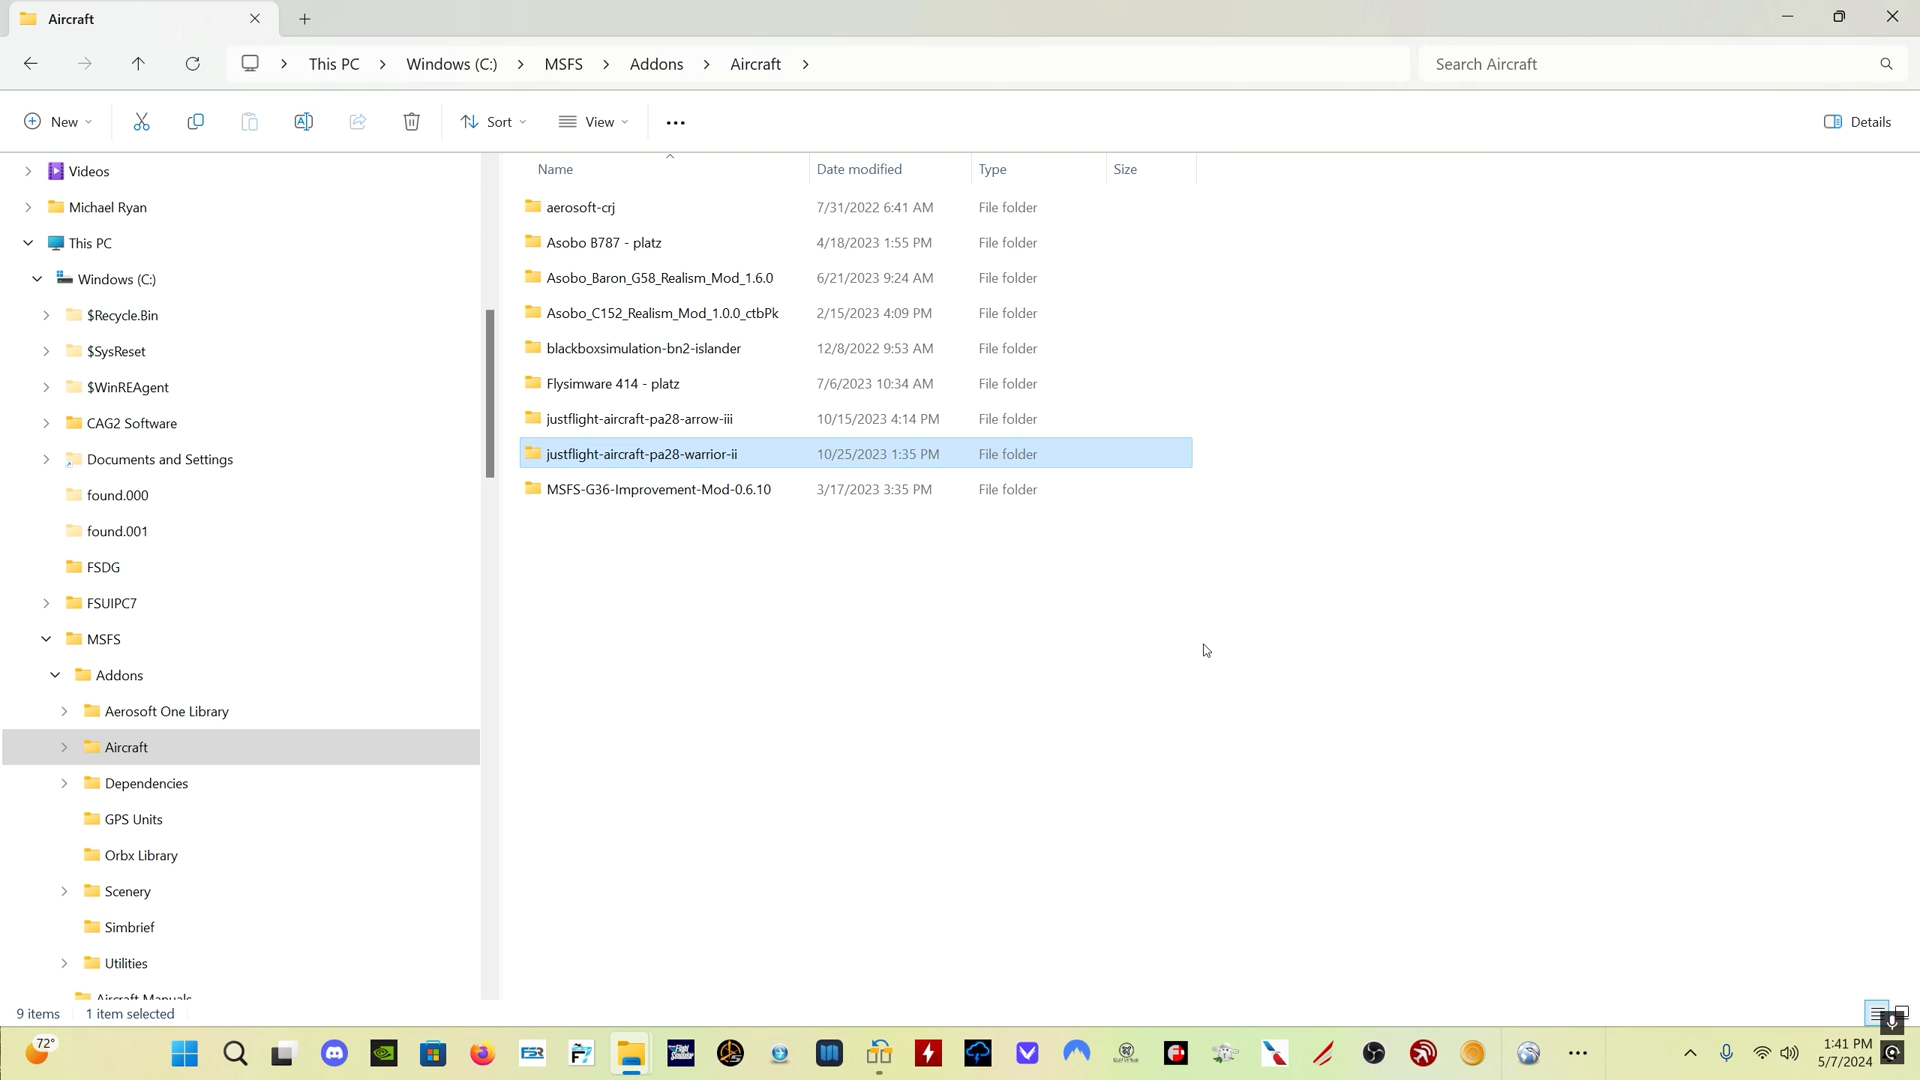 Aircraft
This PC
Windows (C:)
MSFS
Addons
Aircraft
Search Aircraft
New
Sort
View
Details
Videos
Michael Ryan
This PC
Windows (C:)
$Recycle.Bin
$SysReset
$WinREAgent
CAG2 Software
Documents and Settings
found.000
found.001
FSDG
FSUIPC7
MSFS
Addons
Aerosoft One Library
Aircraft
Dependencies
GPS Units
Orbx Library
Scenery
Simbrief
Utilities
Aircraft Manuals
Name Date modified Type Size
aerosoft-crj 7/31/2022 6:41 AM File folder
Asobo B787 - platz 4/18/2023 1:55 PM File folder
Asobo_Baron_G58_Realism_Mod_1.6.0 6/21/2023 9:24 AM File folder
Asobo_C152_Realism_Mod_1.0.0_ctbPk 2/15/2023 4:09 PM File folder
blackboxsimulation-bn2-islander 12/8/2022 9:53 AM File folder
Flysimware 414 - platz 7/6/2023 10:34 AM File folder
justflight-aircraft-pa28-arrow-iii 10/15/2023 4:14 PM File folder
justflight-aircraft-pa28-warrior-ii 10/25/2023 1:35 PM File folder
MSFS-G36-Improvement-Mod-0.6.10 3/17/2023 3:35 PM File folder
9 items 1 item selected
72°
FSR
1:41 PM
5/7/2024